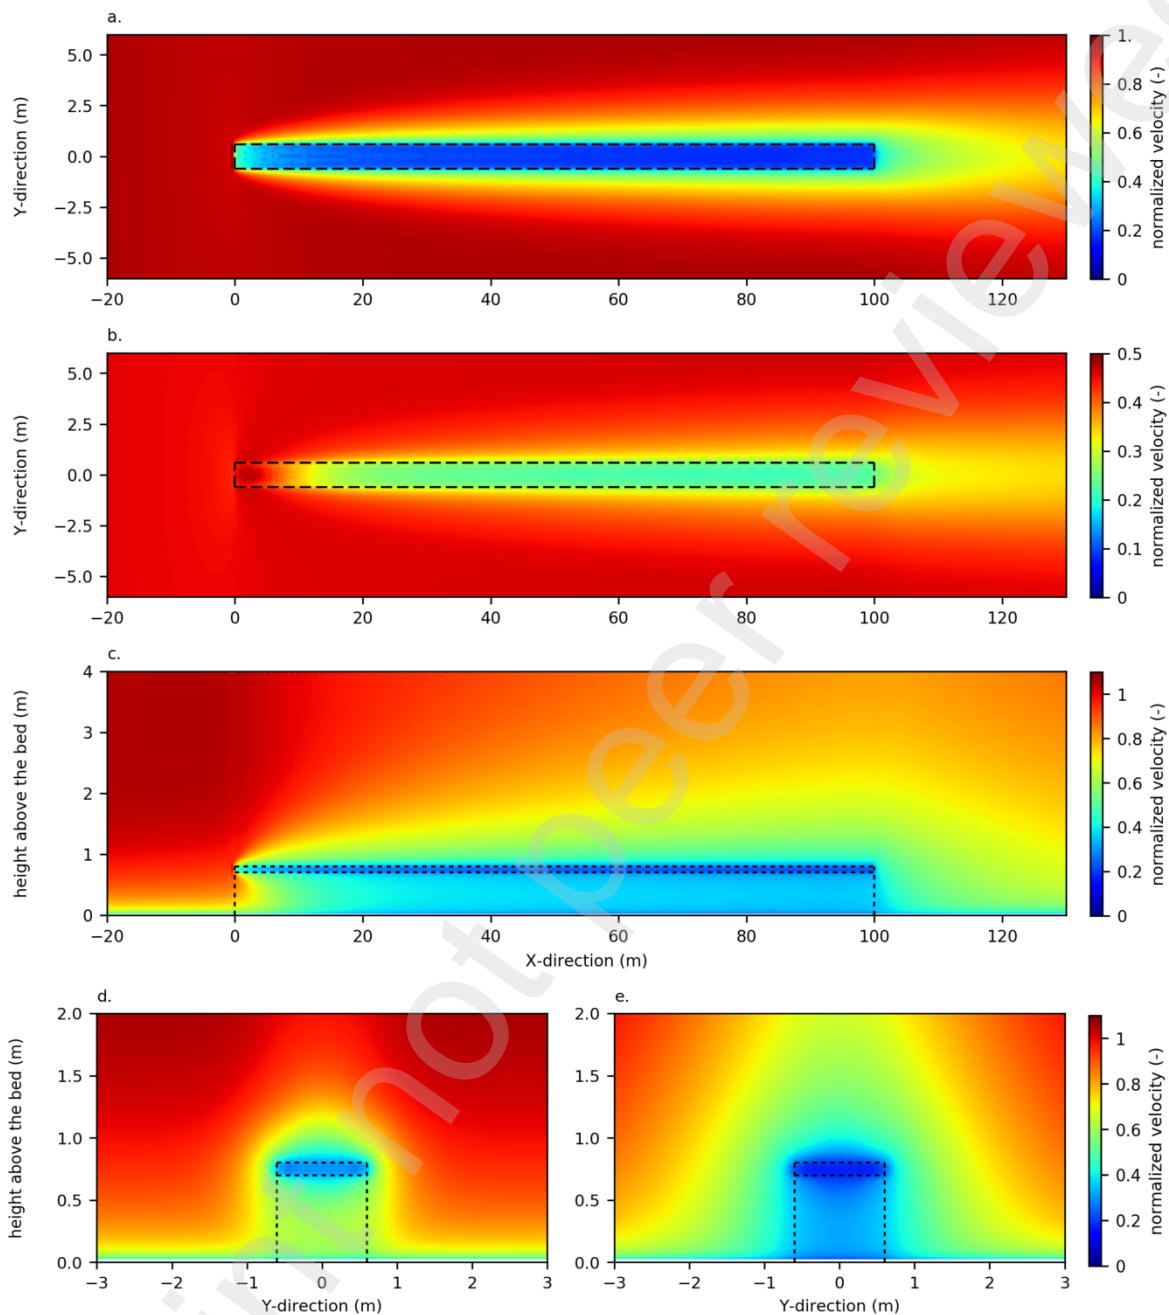 a.
5.0
2.5
0.0
−2.5
−5.0
Y-direction (m)
−20 0 20 40 60 80 100 120
1.
0.8
0.6
0.4
0.2
0
normalized velocity (-)
b.
5.0
2.5
0.0
−2.5
−5.0
Y-direction (m)
−20 0 20 40 60 80 100 120
0.5
0.4
0.3
0.2
0.1
0
normalized velocity (-)
c.
4
3
2
1
0
height above the bed (m)
−20 0 20 40 60 80 100 120
X-direction (m)
1
0.8
0.6
0.4
0.2
0
normalized velocity (-)
d.
2.0
1.5
1.0
0.5
0.0
height above the bed (m)
−3 −2 −1 0 1 2 3
Y-direction (m)
e.
2.0
1.5
1.0
0.5
0.0
−3 −2 −1 0 1 2 3
Y-direction (m)
1
0.8
0.6
0.4
0.2
0
normalized velocity (-)
not peer reviewe